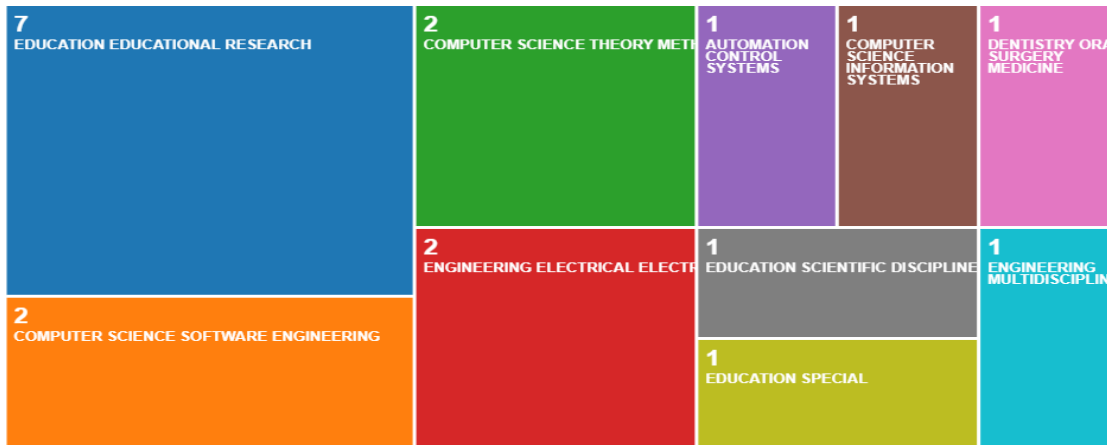 7
EDUCATION EDUCATIONAL RESEARCH
2
COMPUTER SCIENCE SOFTWARE ENGINEERING
2
COMPUTER SCIENCE THEORY METH
2
ENGINEERING ELECTRICAL ELECTR
1
AUTOMATION
CONTROL
SYSTEMS
1
COMPUTER
SCIENCE
INFORMATION
SYSTEMS
1
DENTISTRY ORA
SURGERY
MEDICINE
1
EDUCATION SCIENTIFIC DISCIPLINE
1
EDUCATION SPECIAL
1
ENGINEERING
MULTIDISCIPLIN